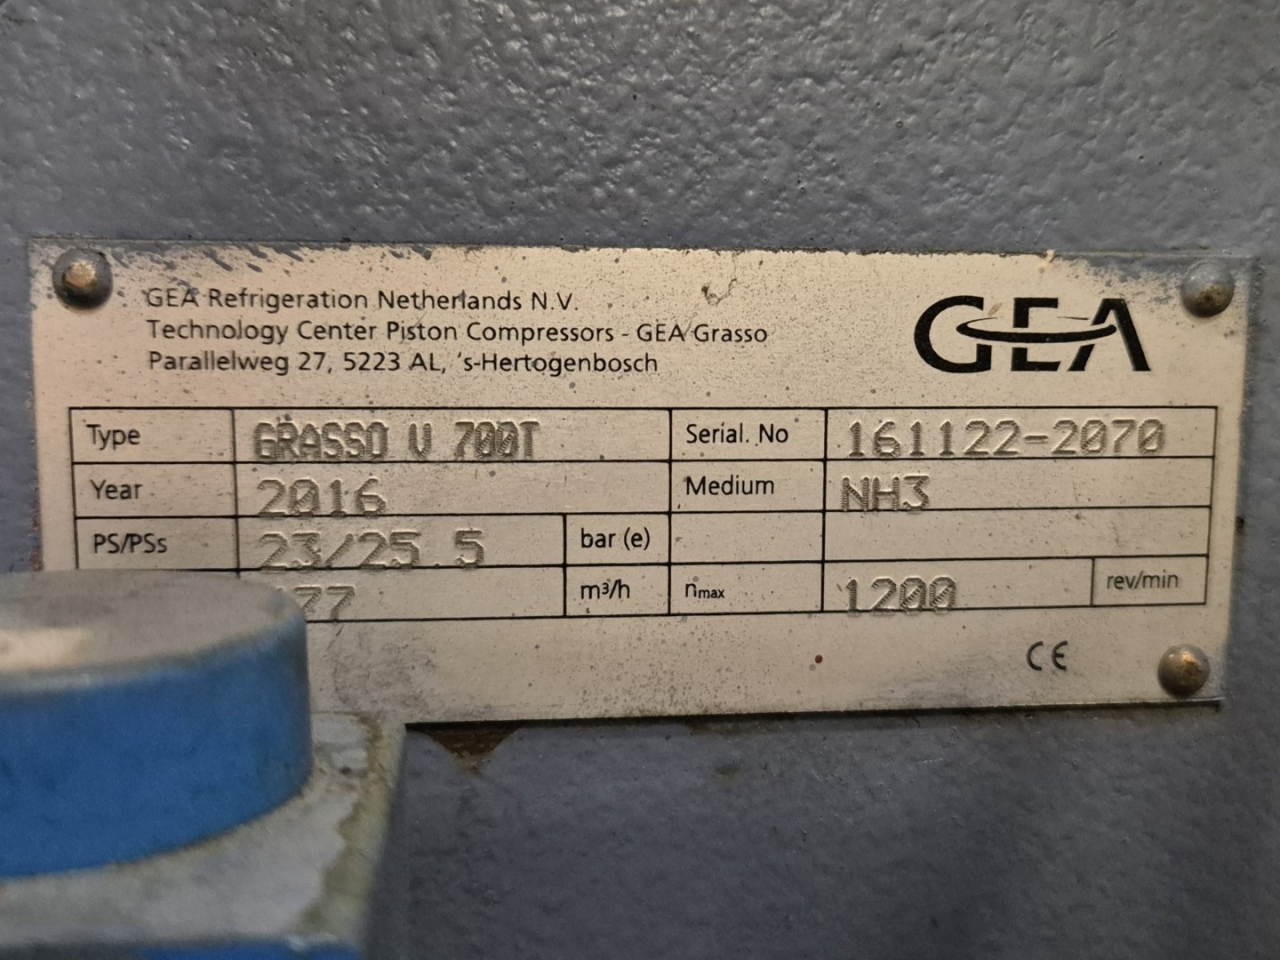 GEA Refrigeration Netherlands N.V.
Technology Center Piston Compressors - GEA Grasso
Parallelweg 27, 5223 AL, 's-Hertogenbosch
GEA
Type GRASSO V 700T Serial. No 161122-2070
Year 2016 Medium NH3
PS/PSs 23/25.5 bar (e)
m³/h nmax 1200 rev/min
CE